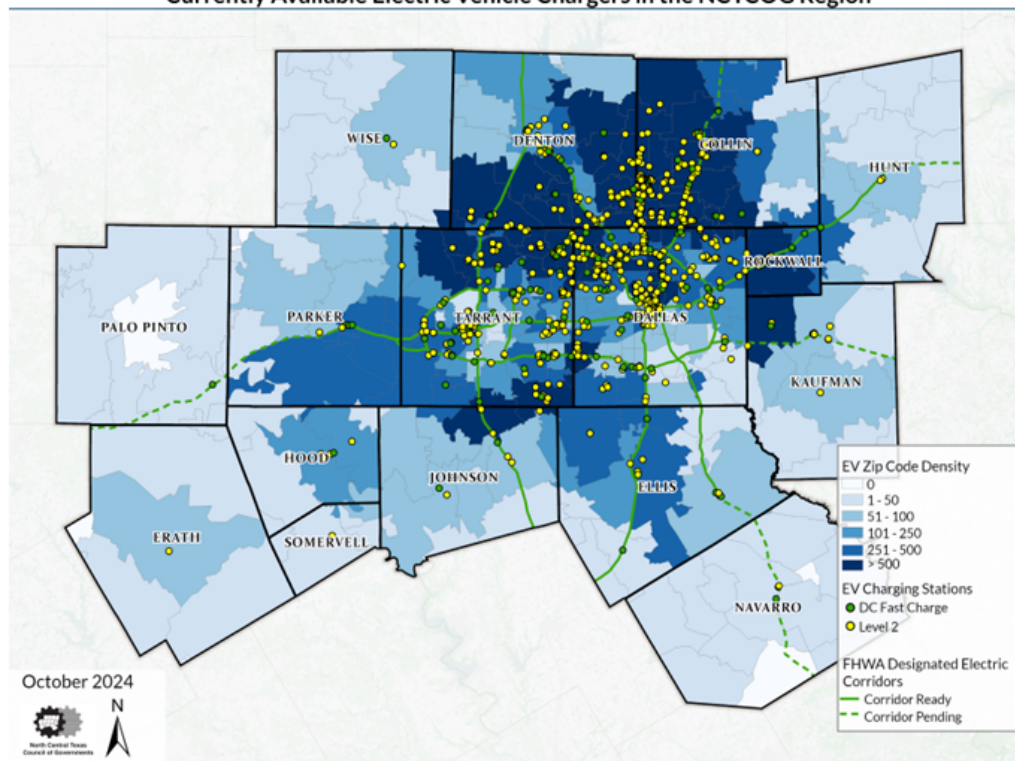 Currently Available Electric Vehicle Chargers in the NCTCOG Region
WISE
DENTON
COLLIN
HUNT
ROCKWALL
PALO PINTO
PARKER
TARRANT
DALLAS
KAUFMAN
HOOD
JOHNSON
ELLIS
ERATH
SOMERVELL
NAVARRO
EV Zip Code Density
0
1 - 50
51 - 100
101 - 250
251 - 500
> 500
EV Charging Stations
DC Fast Charge
Level 2
FHWA Designated Electric
Corridors
Corridor Ready
Corridor Pending
October 2024
N
North Central Texas
Council of Governments